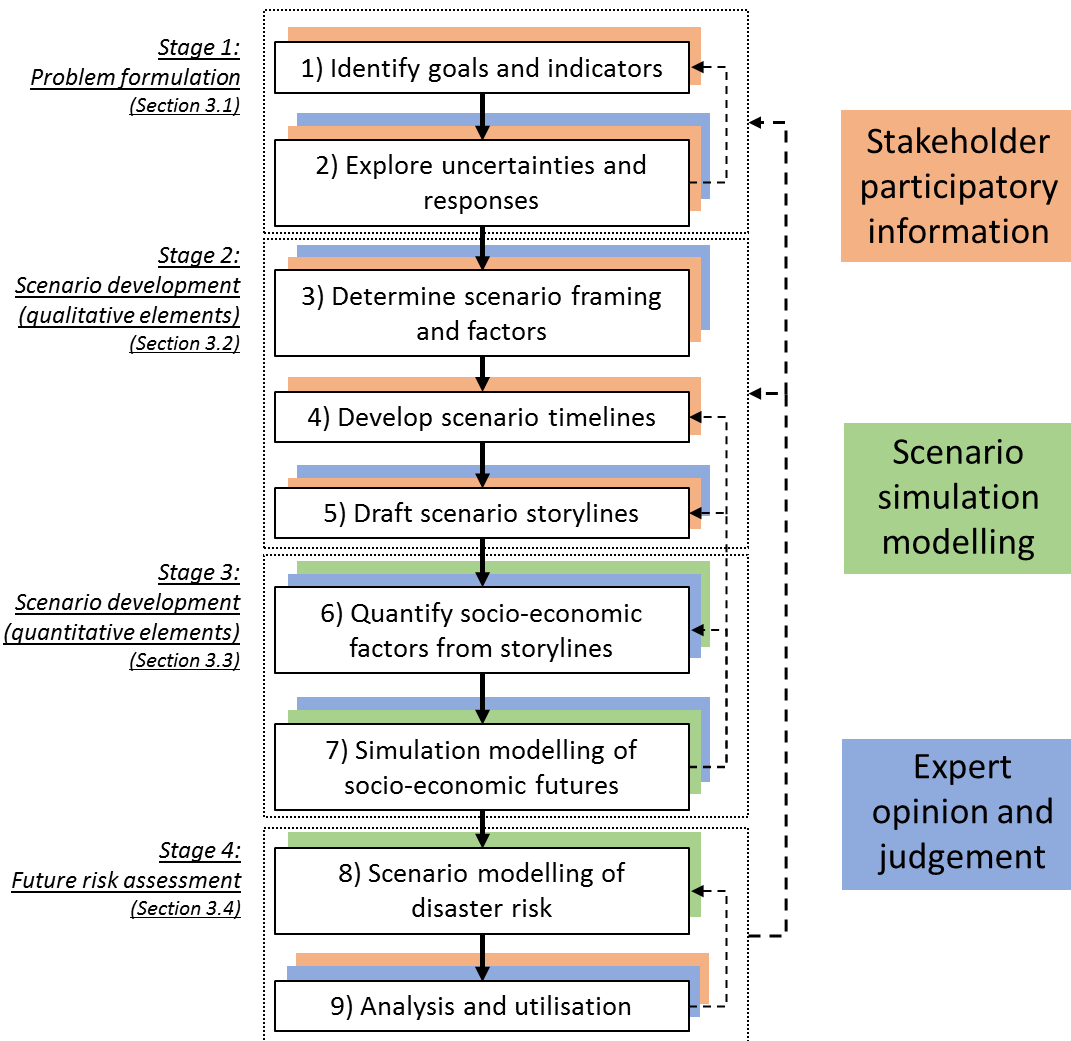 Stage 1:
Problem formulation
(Section 3.1)
1) Identify goals and indicators
2) Explore uncertainties and
responses
Stage 2:
Scenario development
(qualitative elements)
(Section 3.2)
3) Determine scenario framing
and factors
4) Develop scenario timelines
5) Draft scenario storylines
Stage 3:
Scenario development
(quantitative elements)
(Section 3.3)
6) Quantify socio-economic
factors from storylines
7) Simulation modelling of
socio-economic futures
Stage 4:
Future risk assessment
(Section 3.4)
8) Scenario modelling of
disaster risk
9) Analysis and utilisation
Stakeholder
participatory
information
Scenario
simulation
modelling
Expert
opinion and
judgement